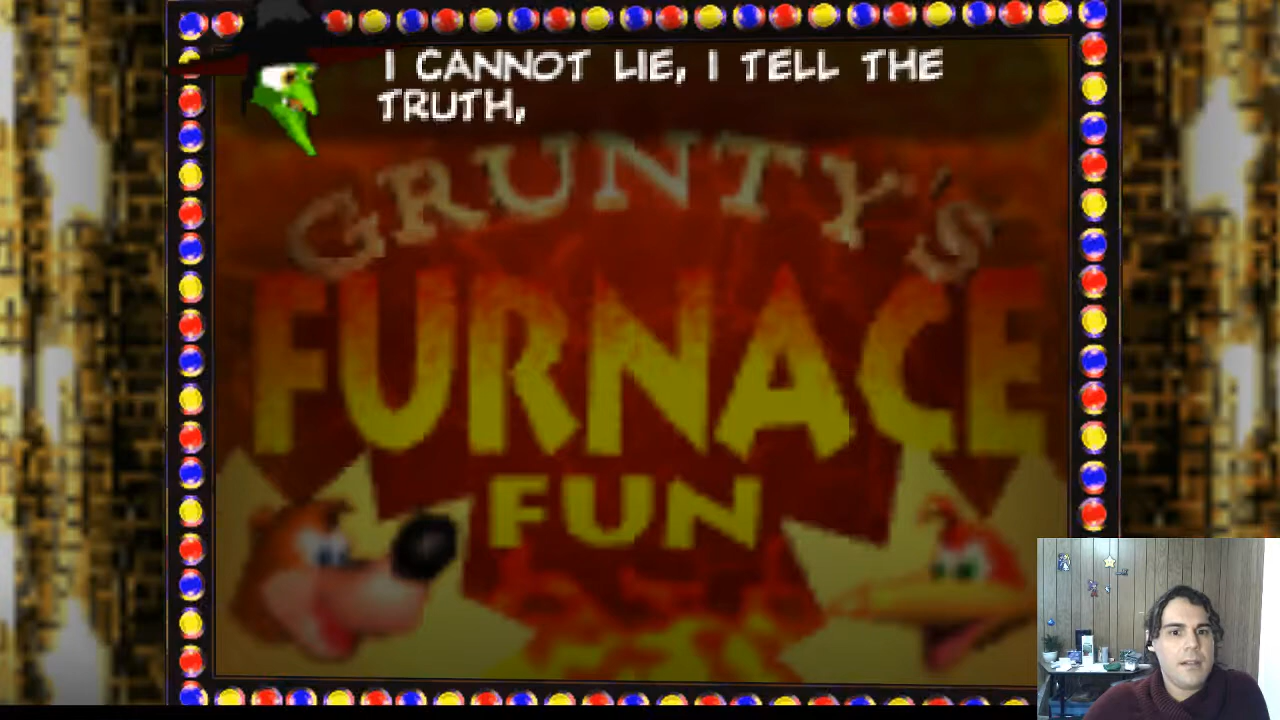 I CANNOT LIE, I TELL THE
TRUTH,
GRUNTY'S
FURNACE
FUN